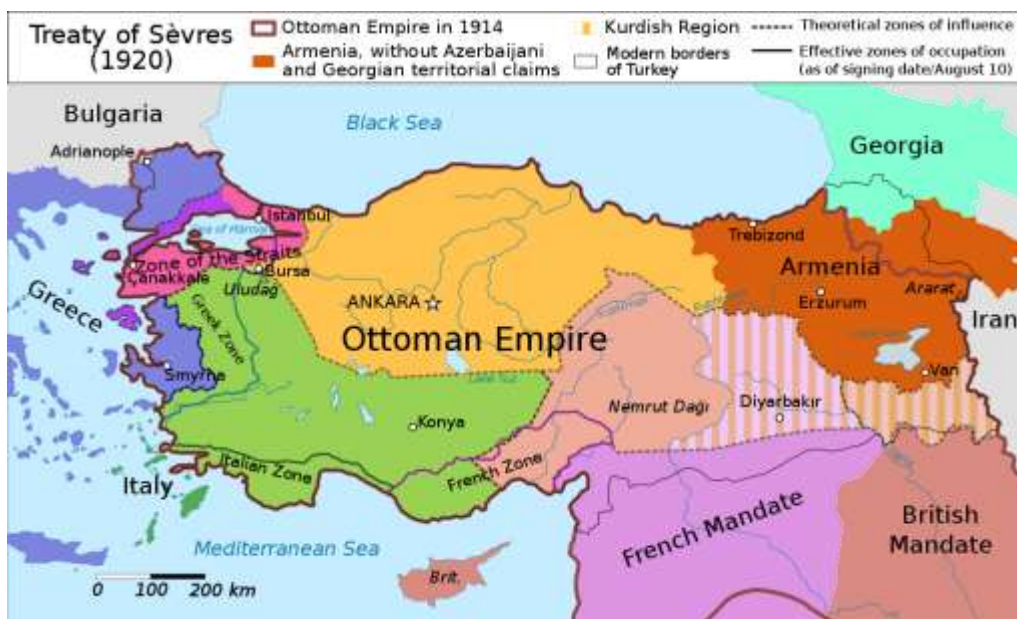 Treaty of Sèvres
(1920)
Ottoman Empire in 1914
Armenia, without Azerbaijani
and Georgian territorial claims
Kurdish Region
Modern borders
of Turkey
Theoretical zones of influence
Effective zones of occupation
(as of signing date/August 10)
Bulgaria
Black Sea
Georgia
Adrianople
Istanbul
Sea of Marmara
Zone of the Straits
Çanakkale
Bursa
Uludağ
Trebizond
Armenia
Ararat
Erzurum
ANKARA
Greece
Greek Zone
Iran
Ottoman Empire
Smyrna
Van
Konya
Nemrut Dağı
Diyarbakır
Italian Zone
French Zone
Italy
French Mandate
British
Mandate
Mediterranean Sea
Brit.
0 100 200 km